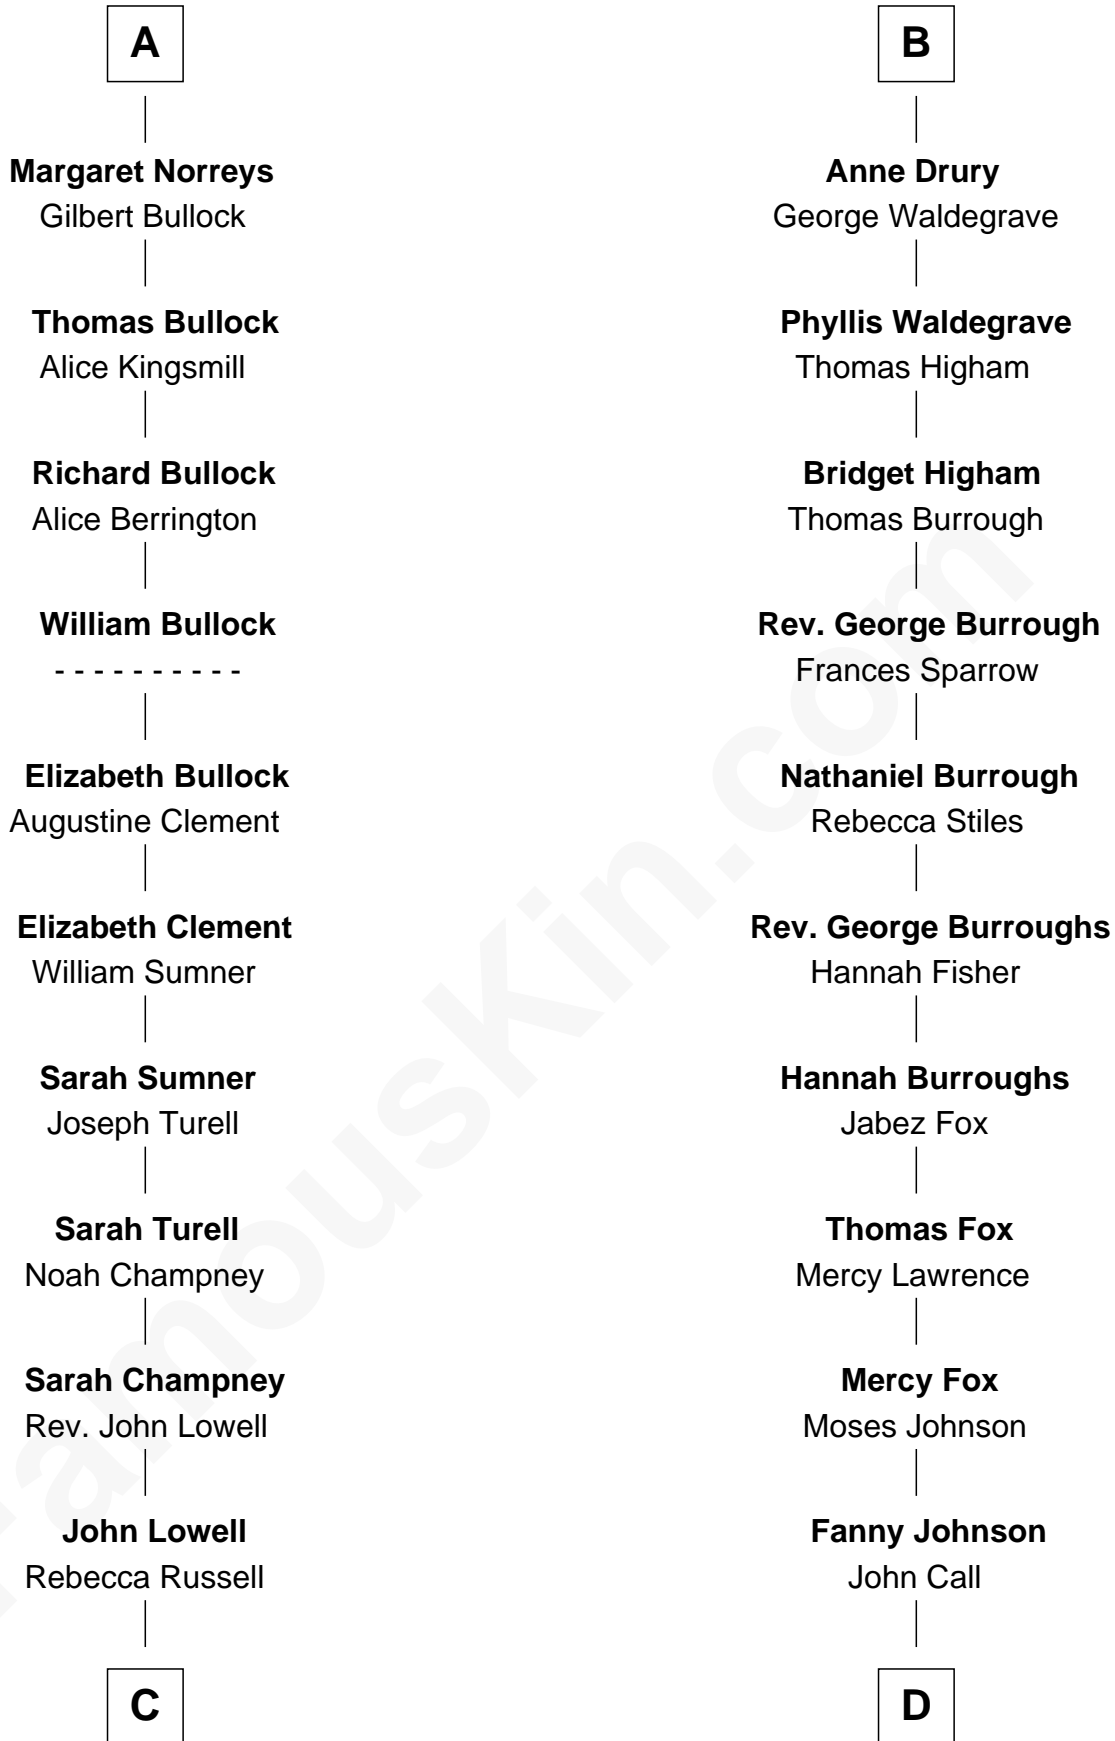 A
Margaret Norreys
Gilbert Bullock
Thomas Bullock
Alice Kingsmill
Richard Bullock
Alice Berrington
William Bullock
- - - - - - - - - -
Elizabeth Bullock
Augustine Clement
Elizabeth Clement
William Sumner
Sarah Sumner
Joseph Turell
Sarah Turell
Noah Champney
Sarah Champney
Rev. John Lowell
John Lowell
Rebecca Russell
C
B
Anne Drury
George Waldegrave
Phyllis Waldegrave
Thomas Higham
Bridget Higham
Thomas Burrough
Rev. George Burrough
Frances Sparrow
Nathaniel Burrough
Rebecca Stiles
Rev. George Burroughs
Hannah Fisher
Hannah Burroughs
Jabez Fox
Thomas Fox
Mercy Lawrence
Mercy Fox
Moses Johnson
Fanny Johnson
John Call
D
FamousKin.com